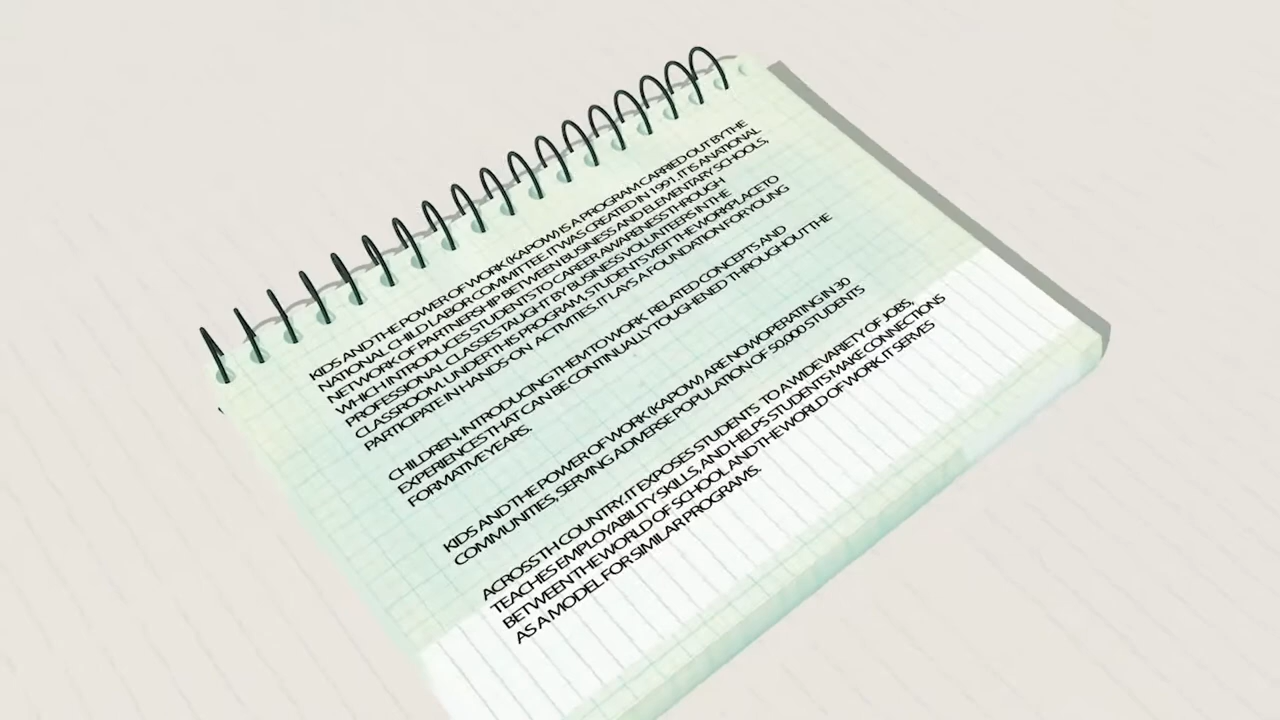 KIDS AND THE POWER OF WORK (KAPOW) IS A PROGRAM CARRIED OUT BY THE
NATIONAL CHILD LABOR COMMITTEE. IT WAS CREATED IN 1991. IT IS A NATIONAL
NETWORK OF PARTNERSHIP BETWEEN BUSINESS AND ELEMENTARY SCHOOLS,
WHICH INTRODUCES STUDENTS TO CAREER AWARENESS THROUGH
PROFESSIONAL CLASSES TAUGHT BY BUSINESS VOLUNTEERS IN THE
CLASSROOM. UNDER THIS PROGRAM, STUDENTS VISIT THE WORKPLACE TO
PARTICIPATE IN HANDS-ON ACTIVITIES. IT LAYS A FOUNDATION FOR YOUNG
CHILDREN, INTRODUCING THEM TO WORK RELATED CONCEPTS AND
EXPERIENCES THAT CAN BE CONTINUALLY TOUGHENED THROUGHOUT THE
FORMATIVE YEARS.
KIDS AND THE POWER OF WORK (KAPOW) ARE NOW OPERATING IN 30
COMMUNITIES, SERVING ADVERSE POPULATION OF 50,000 STUDENTS
ACROSS TH COUNTRY. IT EXPOSES STUDENTS TO A WIDE VARIETY OF JOBS,
TEACHES EMPLOYABILITY SKILLS, AND HELPS STUDENTS MAKE CONNECTIONS
BETWEEN THE WORLD OF SCHOOL AND THE WORLD OF WORK. IT SERVES
AS A MODEL FOR SIMILAR PROGRAMS.